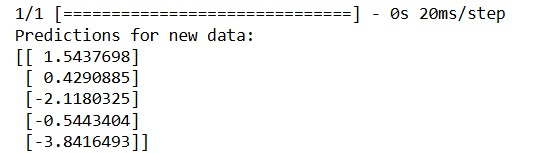 1/1 [==============================] - 0s 20ms/step
Predictions for new data:
[[ 1.5437698]
 [ 0.4290885]
 [-2.1180325]
 [-0.5443404]
 [-3.8416493]]